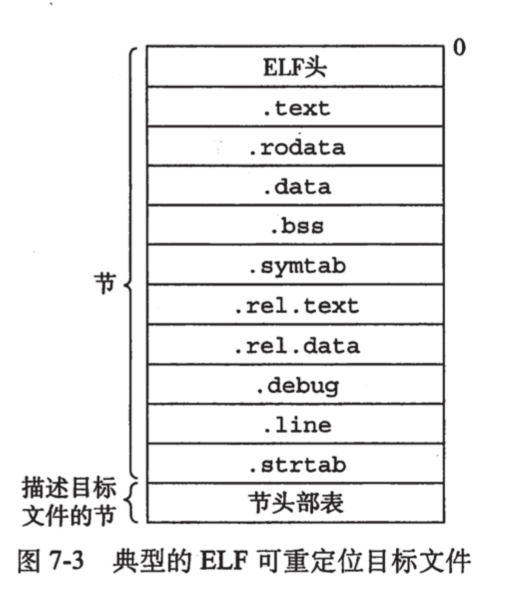 0
ELF头
.text
.rodata
.data
.bss
.symtab
节
.rel.text
.rel.data
.debug
.line
.strtab
描述目标
文件的节
节头部表
图 7-3 典型的 ELF 可重定位目标文件